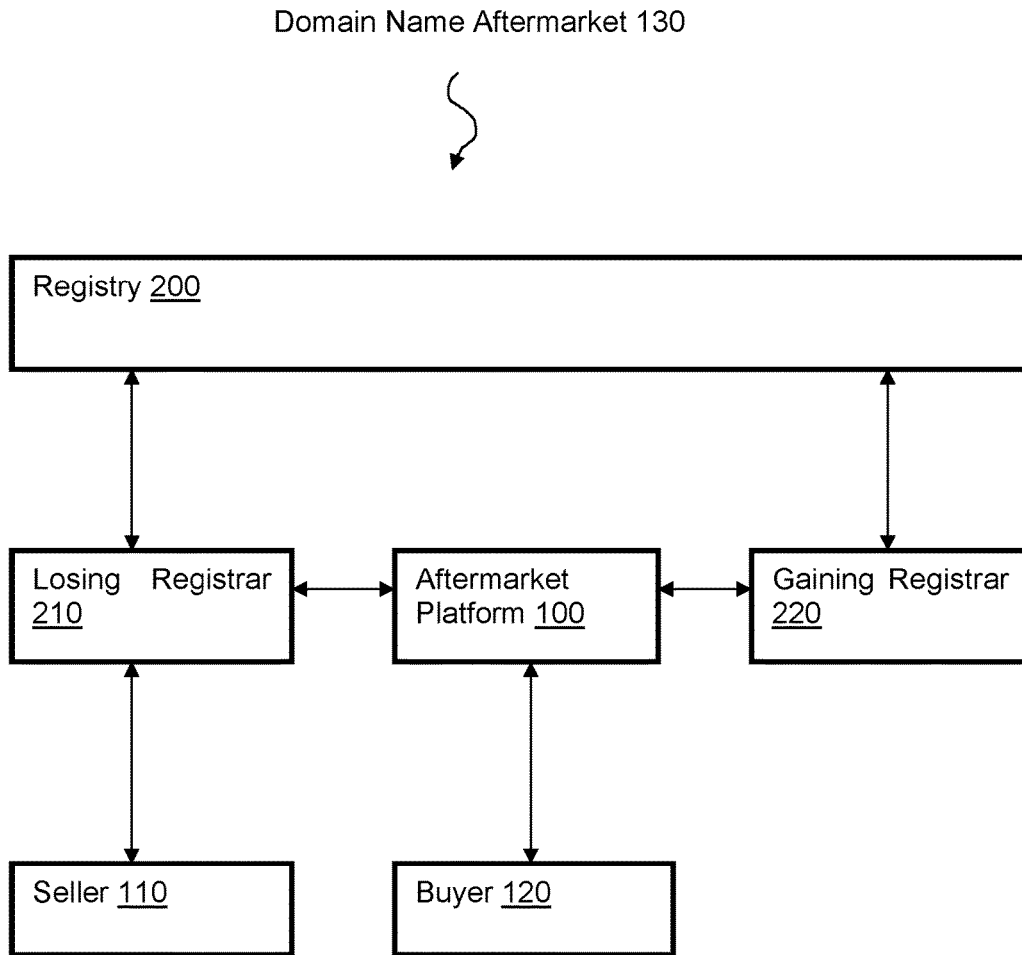 Domain Name Aftermarket 130
Registry 200
Losing Registrar
210
Aftermarket
Platform 100
Gaining Registrar
220
Seller 110
Buyer 120